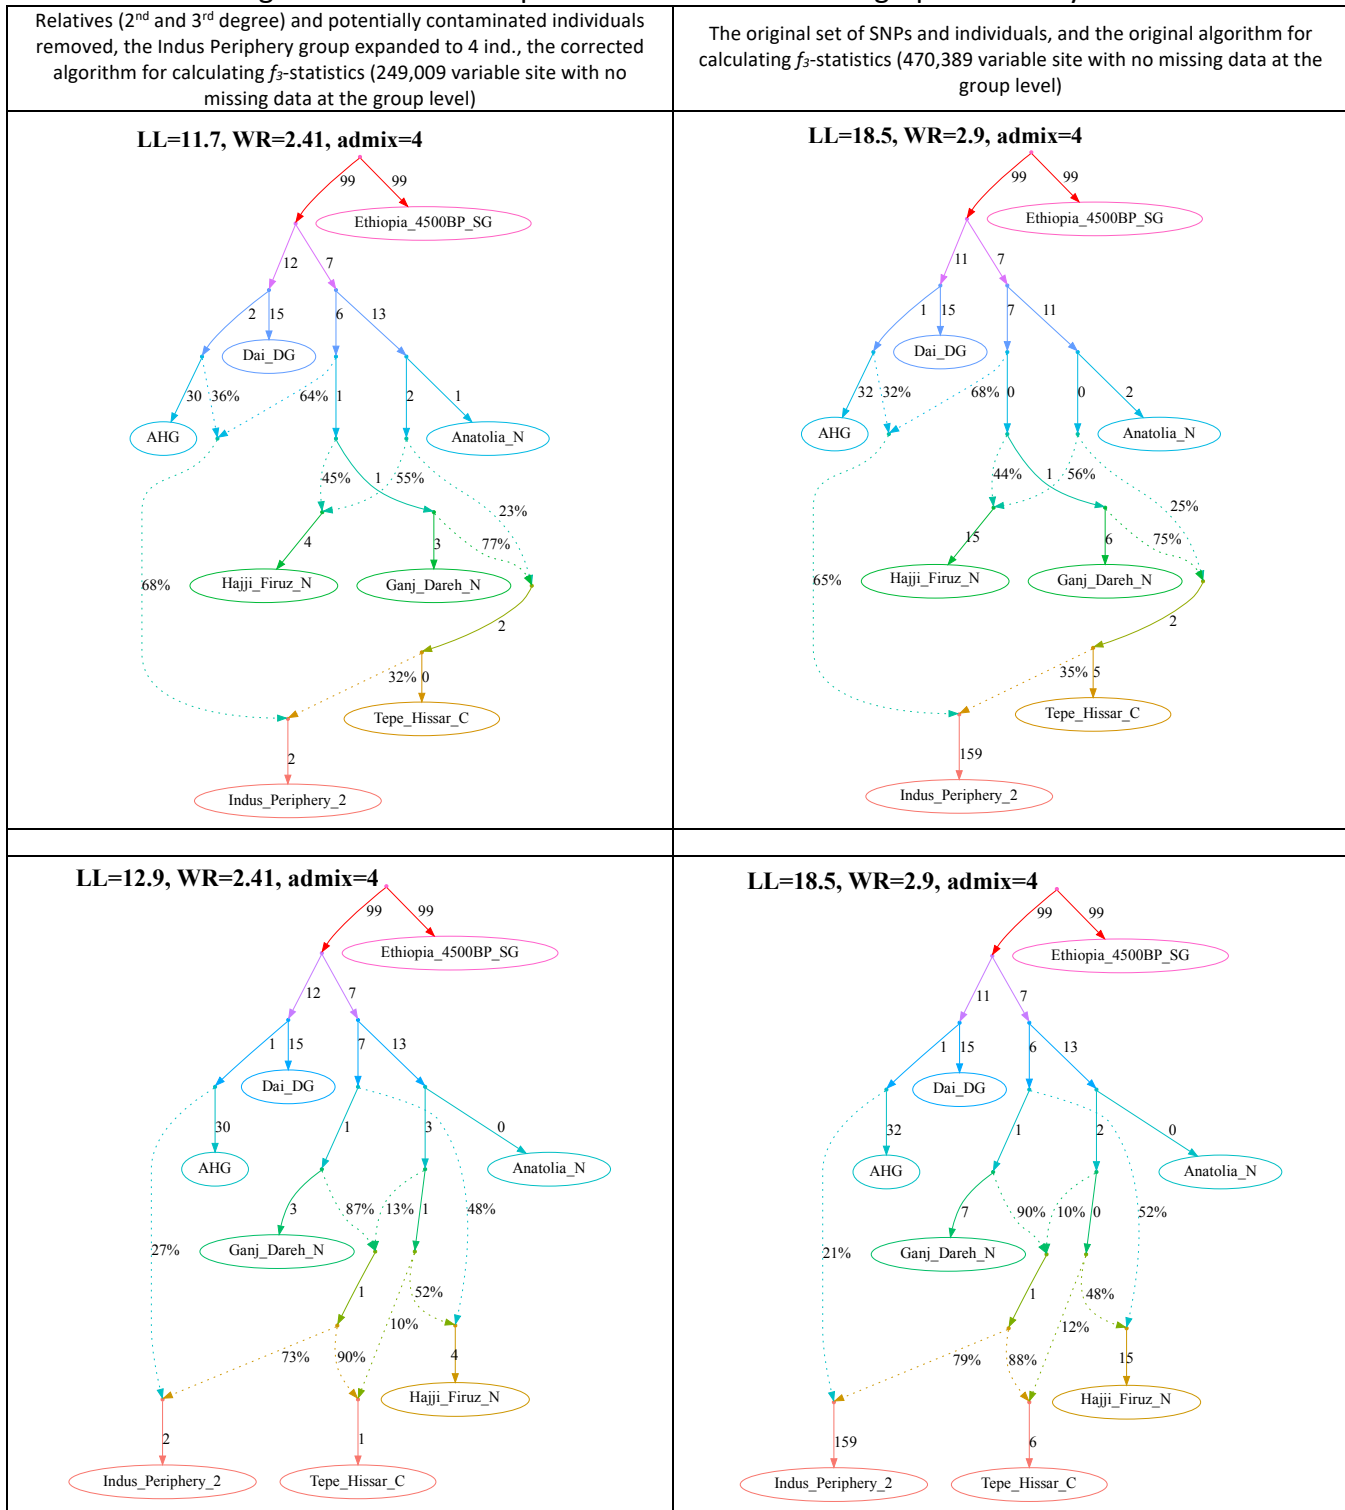 Relatives (2nd and 3rd degree) and potentially contaminated individuals
removed, the Indus Periphery group expanded to 4 ind., the corrected
algorithm for calculating f3-statistics (249,009 variable site with no
missing data at the group level)
The original set of SNPs and individuals, and the original algorithm for
calculating f3-statistics (470,389 variable site with no missing data at the
group level)
LL=11.7, WR=2.41, admix=4
99 99
Ethiopia_4500BP_SG
12 7
2 15 6 13
Dai_DG
30 36% 64% 1 2 1
AHG
Anatolia_N
45% 1 55%
23%
4 3 77%
Hajji_Firuz_N
Ganj_Dareh_N
68%
2
32% 0
Tepe_Hissar_C
2
Indus_Periphery_2
LL=18.5, WR=2.9, admix=4
99 99
Ethiopia_4500BP_SG
11 7
1 15 7 11
Dai_DG
32 32% 68% 0 0 2
AHG
Anatolia_N
44% 1 56%
25%
15 6 75%
Hajji_Firuz_N
Ganj_Dareh_N
65%
2
35% 5
Tepe_Hissar_C
159
Indus_Periphery_2
LL=12.9, WR=2.41, admix=4
99 99
Ethiopia_4500BP_SG
12 7
1 15 7 13
Dai_DG
30 1 3 0
AHG
Anatolia_N
3 87% 13% 1 48%
Ganj_Dareh_N
27%
1 52%
10%
73% 90% 4
Hajji_Firuz_N
2 1
Indus_Periphery_2
Tepe_Hissar_C
LL=18.5, WR=2.9, admix=4
99 99
Ethiopia_4500BP_SG
11 7
1 15 6 13
Dai_DG
32 1 2 0
AHG
Anatolia_N
7 90% 10% 0 52%
Ganj_Dareh_N
21%
1 48%
12%
79% 88% 15
Hajji_Firuz_N
159 6
Indus_Periphery_2
Tepe_Hissar_C